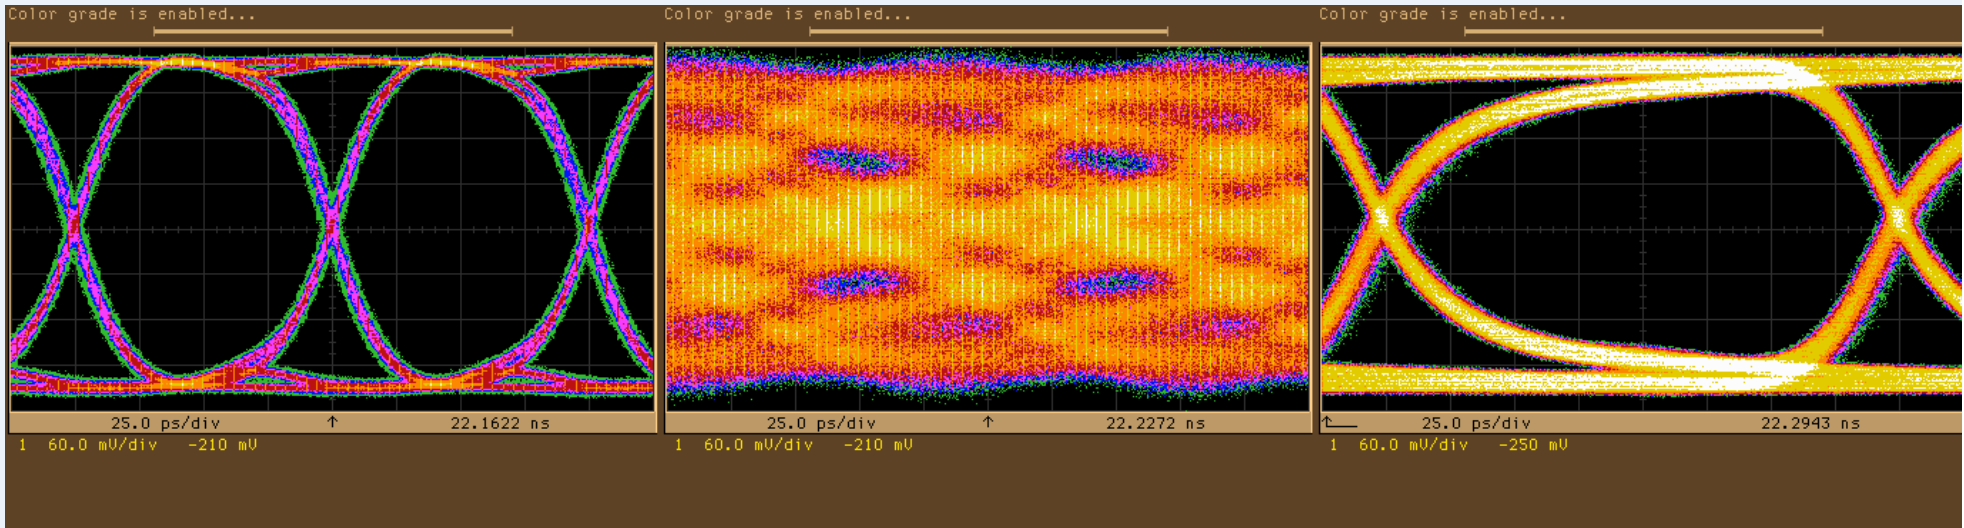 Color grade is enabled...
25.0 ps/div ↑ 22.1622 ns
1 60.0 mV/div -210 mV
Color grade is enabled...
25.0 ps/div ↑ 22.2272 ns
1 60.0 mV/div -210 mV
Color grade is enabled...
25.0 ps/div 22.2943 ns
1 60.0 mV/div -250 mV